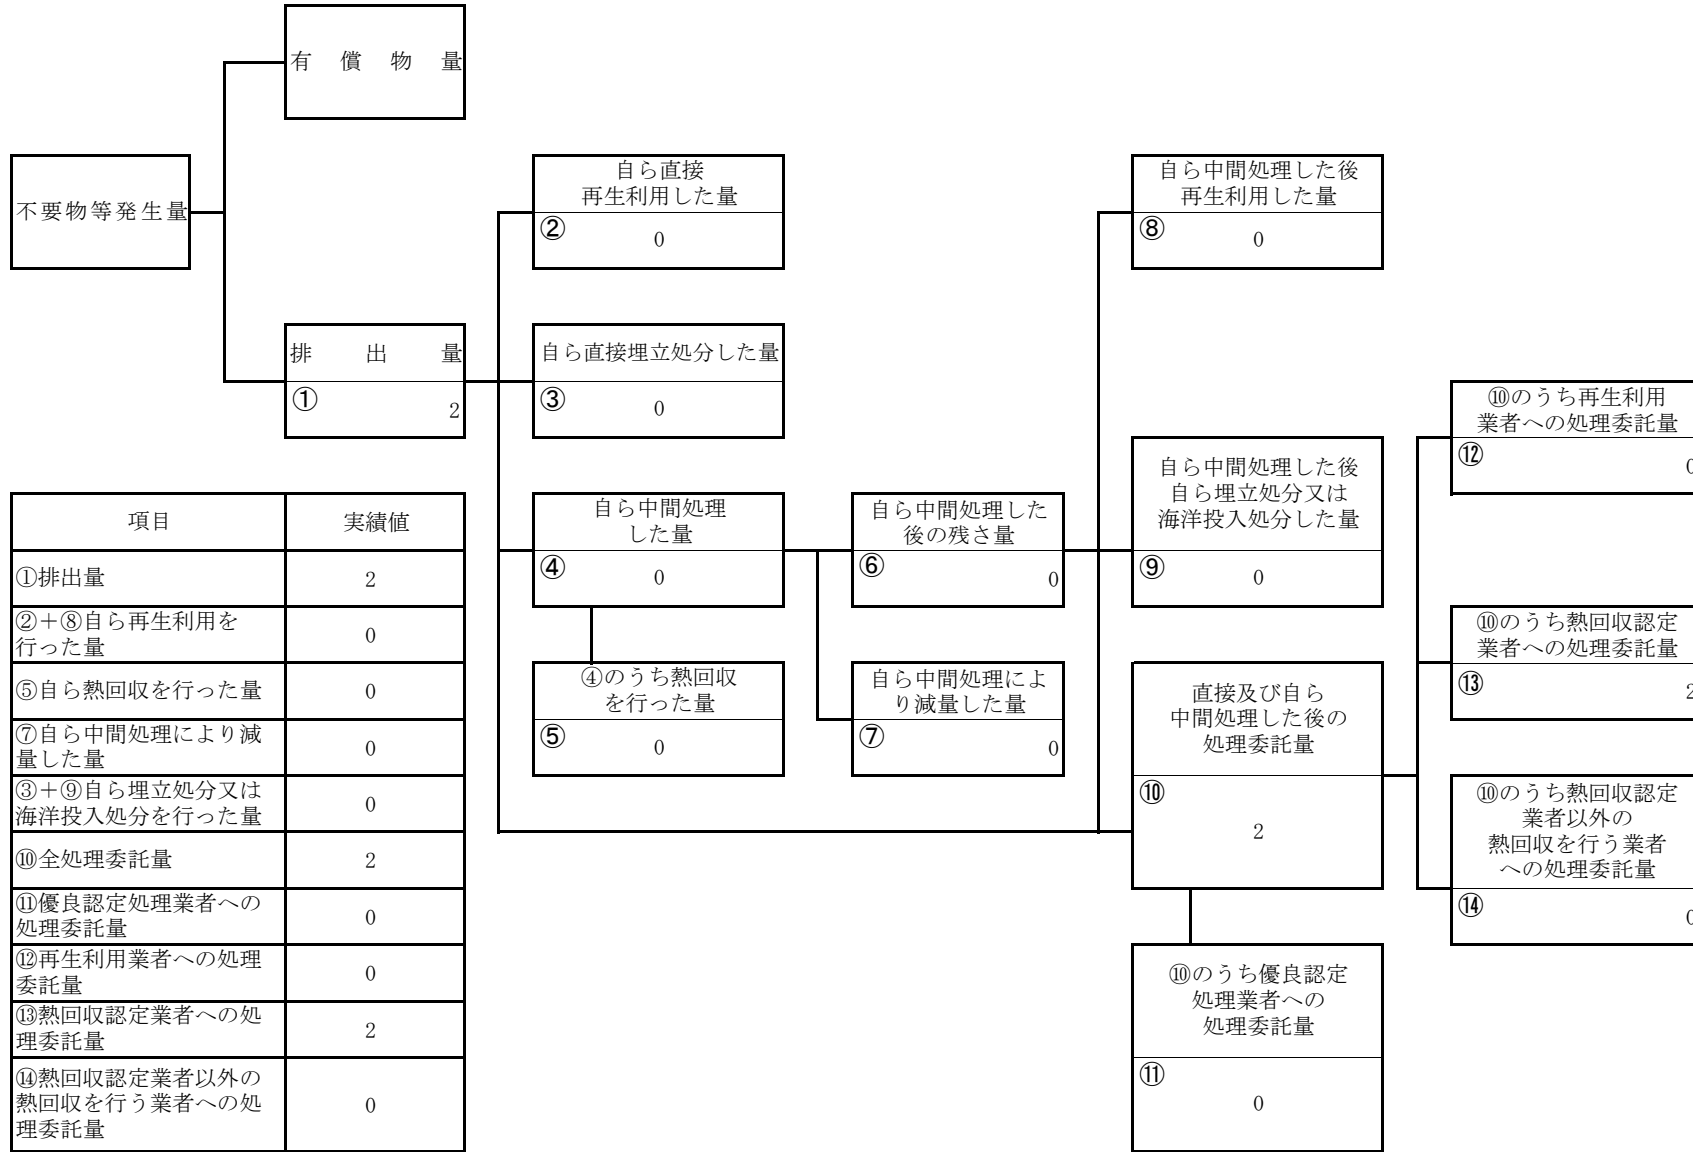 有償物量
不要物等発生量
自ら直接
再生利用した量
②
0
自ら中間処理した後
再生利用した量
⑧
0
排出量
①
2
自ら直接埋立処分した量
③
0
⑩のうち再生利用
業者への処理委託量
⑫
0
自ら中間処理した後
自ら埋立処分又は
海洋投入処分した量
⑨
0
自ら中間処理
した量
④
0
自ら中間処理した
後の残さ量
⑥
0
④のうち熱回収
を行った量
⑤
0
自ら中間処理によ
り減量した量
⑦
0
直接及び自ら
中間処理した後の
処理委託量
⑩
2
⑩のうち熱回収認定
業者への処理委託量
⑬
2
⑩のうち熱回収認定
業者以外の
熱回収を行う業者
への処理委託量
⑭
0
⑩のうち優良認定
処理業者への
処理委託量
⑪
0
項目 実績値
①排出量 2
②＋⑧自ら再生利用を
行った量 0
⑤自ら熱回収を行った量 0
⑦自ら中間処理により減
量した量 0
③＋⑨自ら埋立処分又は
海洋投入処分を行った量 0
⑩全処理委託量 2
⑪優良認定処理業者への
処理委託量 0
⑫再生利用業者への処理
委託量 0
⑬熱回収認定業者への処
理委託量 2
⑭熱回収認定業者以外の
熱回収を行う業者への処
理委託量 0